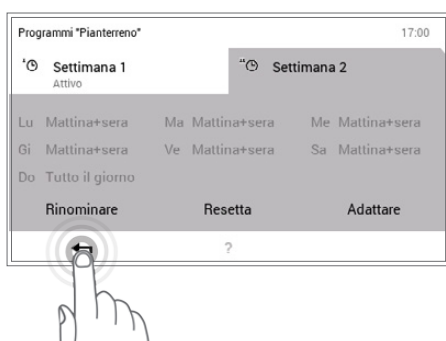 Programmi "Pianterreno" 17:00
Settimana 1 Settimana 2
Attivo
Lu Mattina+sera Ma Mattina+sera Me Mattina+sera
Gi Mattina+sera Ve Mattina+sera Sa Mattina+sera
Do Tutto il giorno
Rinominare Resetta Adattare
?